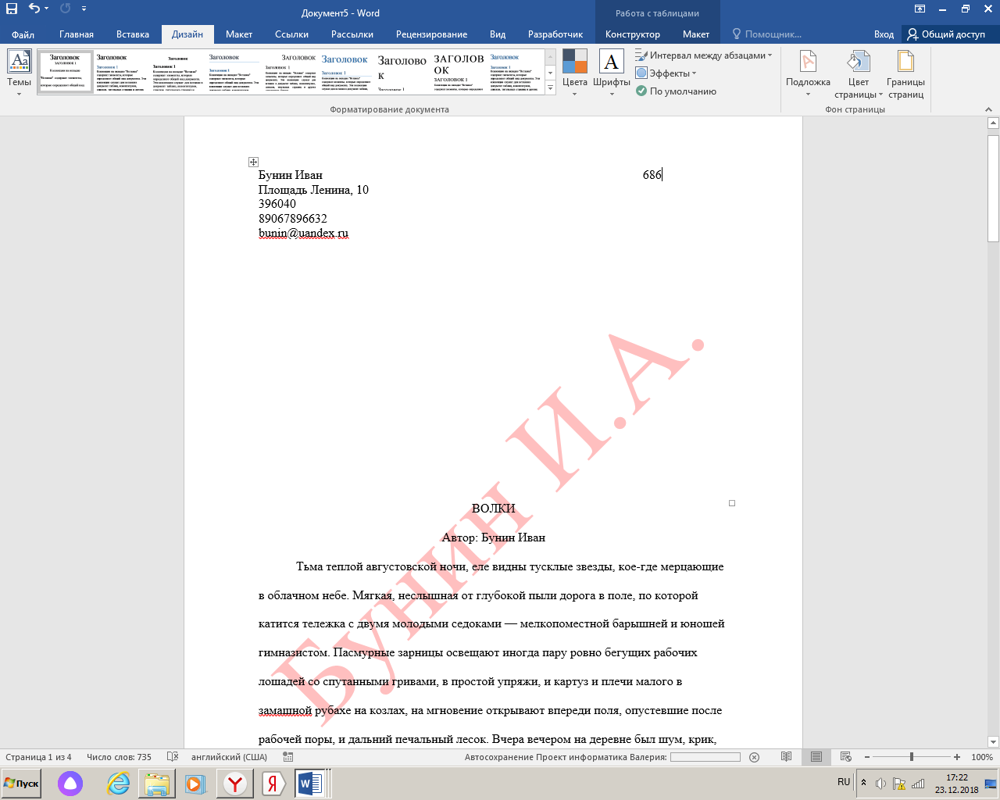 Документ5 - Word
Работа с таблицами
Файл Главная Вставка Дизайн Макет Ссылки Рассылки Рецензирование Вид Разработчик Конструктор Макет Помощник... Вход Общий доступ
Темы
Заголовок Заголовок Заголовок Заголовок Заголовок Заголовок Заголово
к ЗАГОЛОВ
ОК Заголовок
Цвета
Шрифты
Интервал между абзацами
Эффекты
По умолчанию
Подложка
Цвет
страницы
Границы
страниц
Форматирование документа
Фон страницы
Бунин Иван 686
Площадь Ленина, 10
396040
89067896632
bunin@uandex.ru
Бунин И.А.
ВОЛКИ
Автор: Бунин Иван
Тьма теплой августовской ночи, еле видны тусклые звезды, кое-где мерцающие
в облачном небе. Мягкая, неслышная от глубокой пыли дорога в поле, по которой
катится тележка с двумя молодыми седоками — мелкопоместной барышней и юношей
гимназистом. Пасмурные зарницы освещают иногда пару ровно бегущих рабочих
лошадей со спутанными гривами, в простой упряжи, и картуз и плечи малого в
замашной рубахе на козлах, на мгновение открывают впереди поля, опустевшие после
рабочей поры, и дальний печальный лесок. Вчера вечером на деревне был шум, крик,
Страница 1 из 4 Число слов: 735 английский (США) Автосохранение Проект информатика Валерия: 100%
Пуск
RU
17:22
23.12.2018